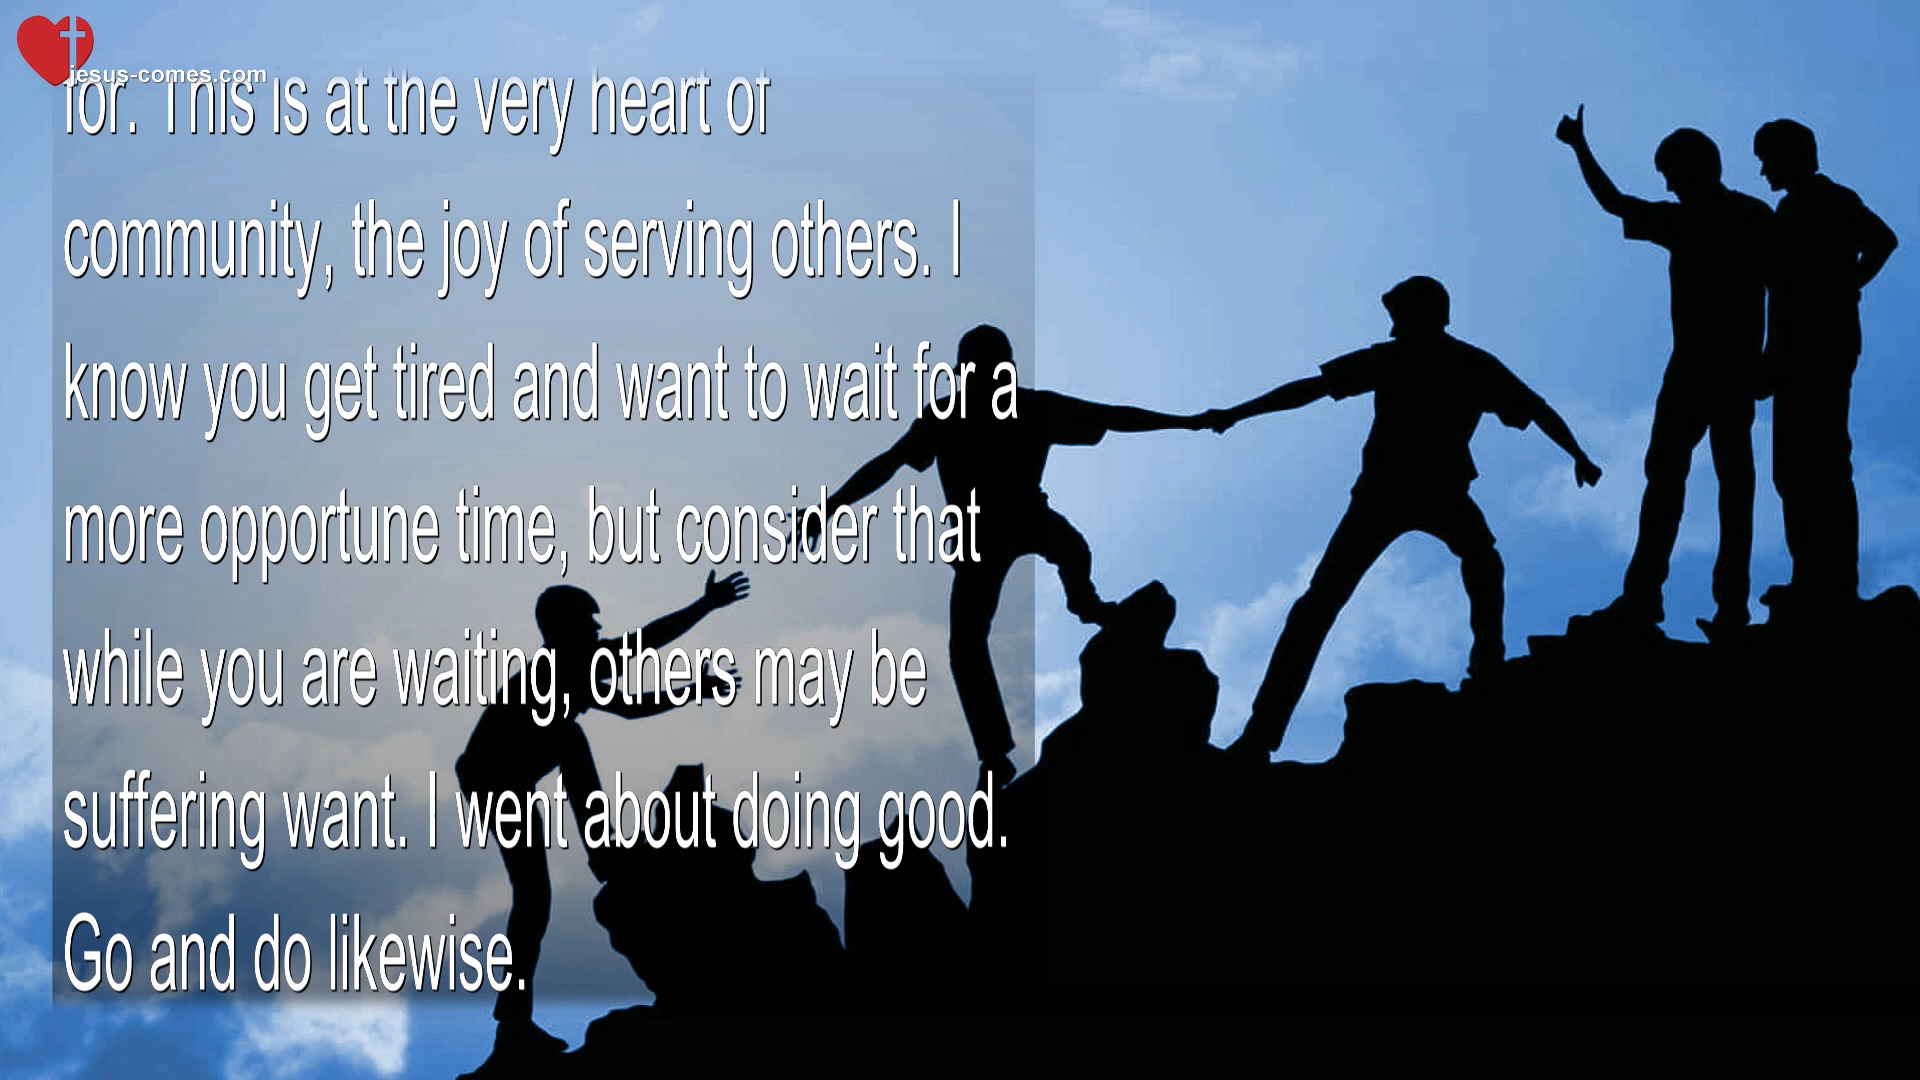 jesus-comes.com
for. This is at the very heart of
community, the joy of serving others. I
know you get tired and want to wait for a
more opportune time, but consider that
while you are waiting, others may be
suffering want. I went about doing good.
Go and do likewise.